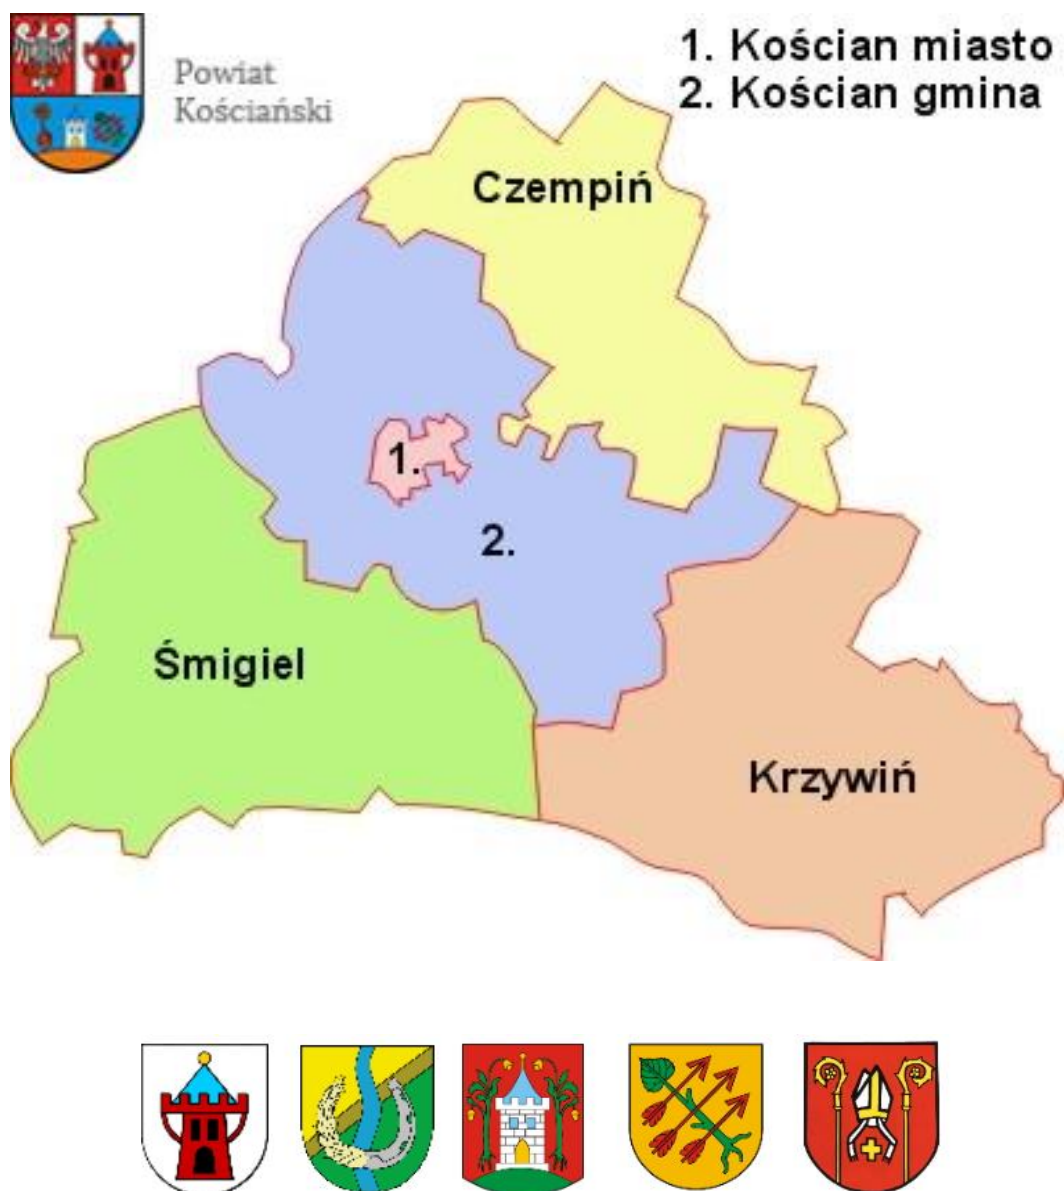 Powiat
Kościański
1. Kościan miasto
2. Kościan gmina
Czempiń
1.
2.
Śmigiel
Krzywiń